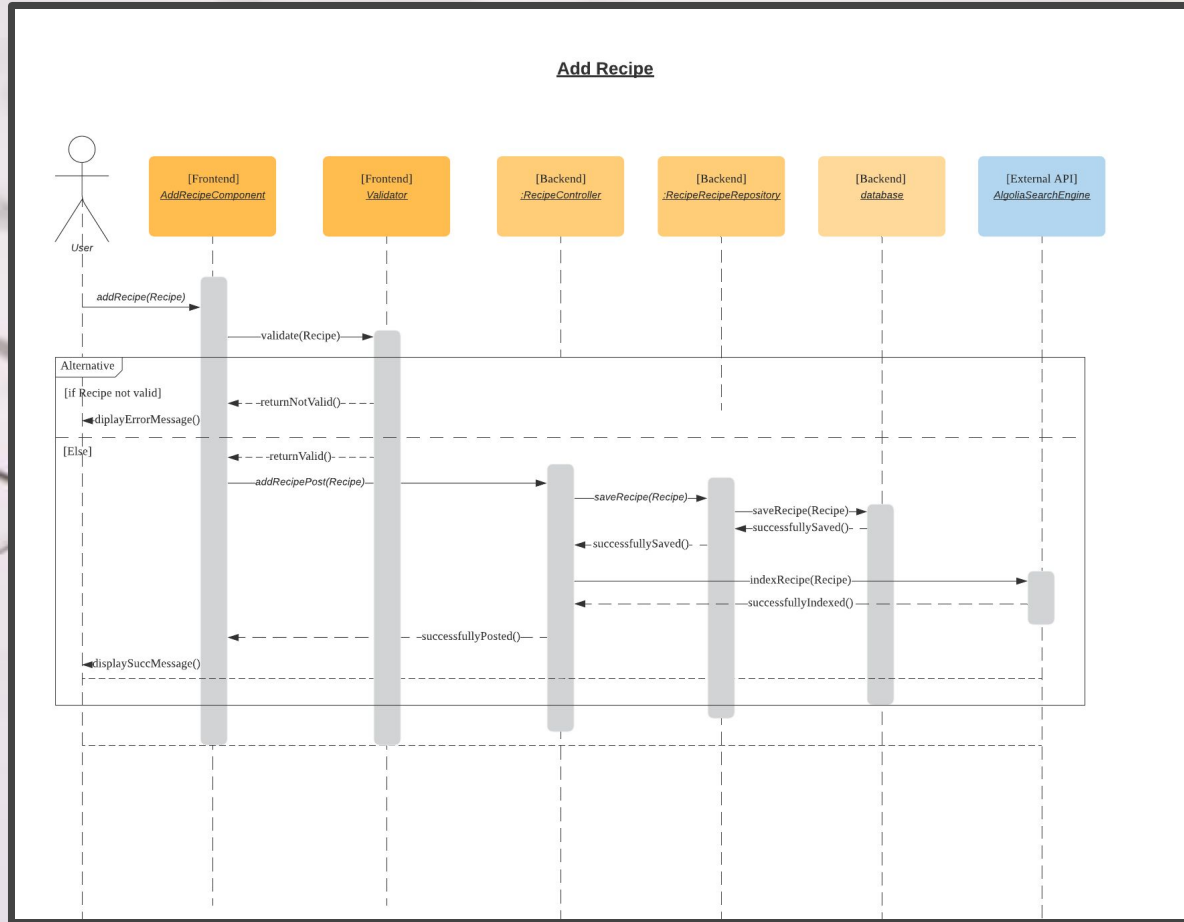 Add Recipe
[Frontend]
AddRecipeComponent
[Frontend]
Validator
[Backend]
:RecipeController
[Backend]
:RecipeRecipeRepository
[Backend]
database
[External API]
AlgoliaSearchEngine
User
addRecipe(Recipe)
validate(Recipe)
Alternative
[if Recipe not valid]
returnNotValid()
diplayErrorMessage()
[Else]
returnValid()
addRecipePost(Recipe)
saveRecipe(Recipe)
saveRecipe(Recipe)
successfullySaved()
successfullySaved()
indexRecipe(Recipe)
successfullyIndexed()
successfullyPosted()
displaySuccMessage()